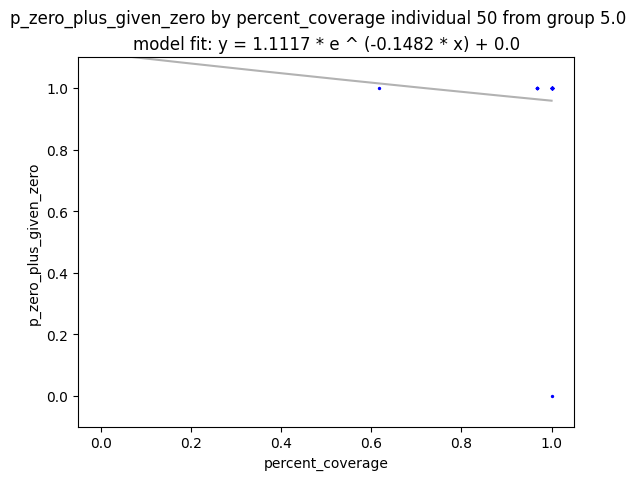 p_zero_plus_given_zero by percent_coverage individual 50 from group 5.0
model fit: y = 1.1117 * e ^ (-0.1482 * x) + 0.0
p_zero_plus_given_zero
1.0
0.8
0.6
0.4
0.2
0.0
0.0 0.2 0.4 0.6 0.8 1.0
percent_coverage